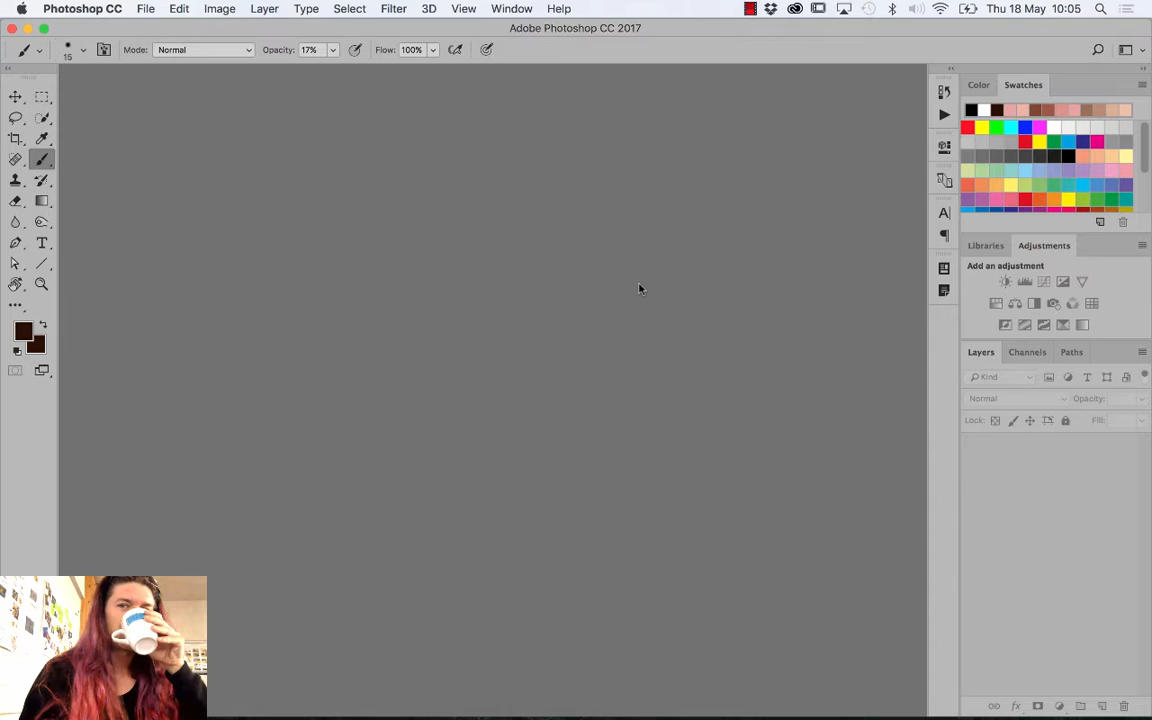 Photoshop CC File Edit Image Layer Type Select Filter 3D View Window Help Thu 18 May 10:05
Adobe Photoshop CC 2017
15 Mode: Normal Opacity: 17% Flow: 100%
Color Swatches
Libraries Adjustments
Add an adjustment
Layers Channels Paths
Kind
Normal Opacity:
Lock: Fill: